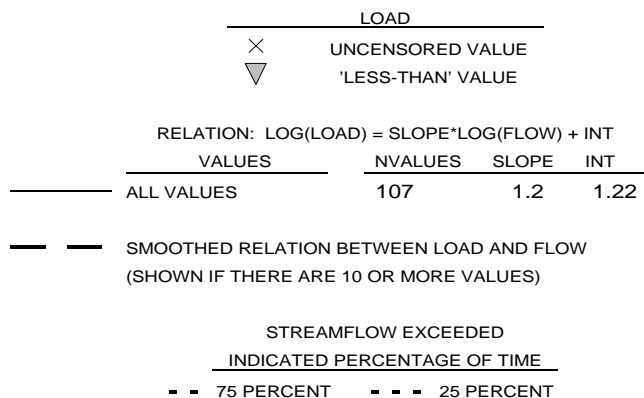 LOAD
UNCENSORED VALUE
'LESS-THAN' VALUE
RELATION: LOG(LOAD) = SLOPE*LOG(FLOW) + INT
VALUES NVALUES SLOPE INT
ALL VALUES 107 1.2 1.22
SMOOTHED RELATION BETWEEN LOAD AND FLOW
(SHOWN IF THERE ARE 10 OR MORE VALUES)
STREAMFLOW EXCEEDED
INDICATED PERCENTAGE OF TIME
75 PERCENT 25 PERCENT